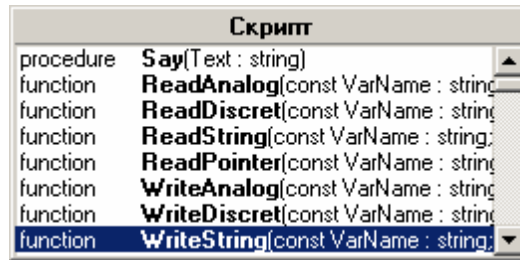 Скрипт
procedure Say(Text : string)
function ReadAnalog(const VarName : string
function ReadDiscret(const VarName : string
function ReadString(const VarName : string;
function ReadPointer(const VarName : string
function WriteAnalog(const VarName : string
function WriteDiscret(const VarName : string
function WriteString(const VarName : string;